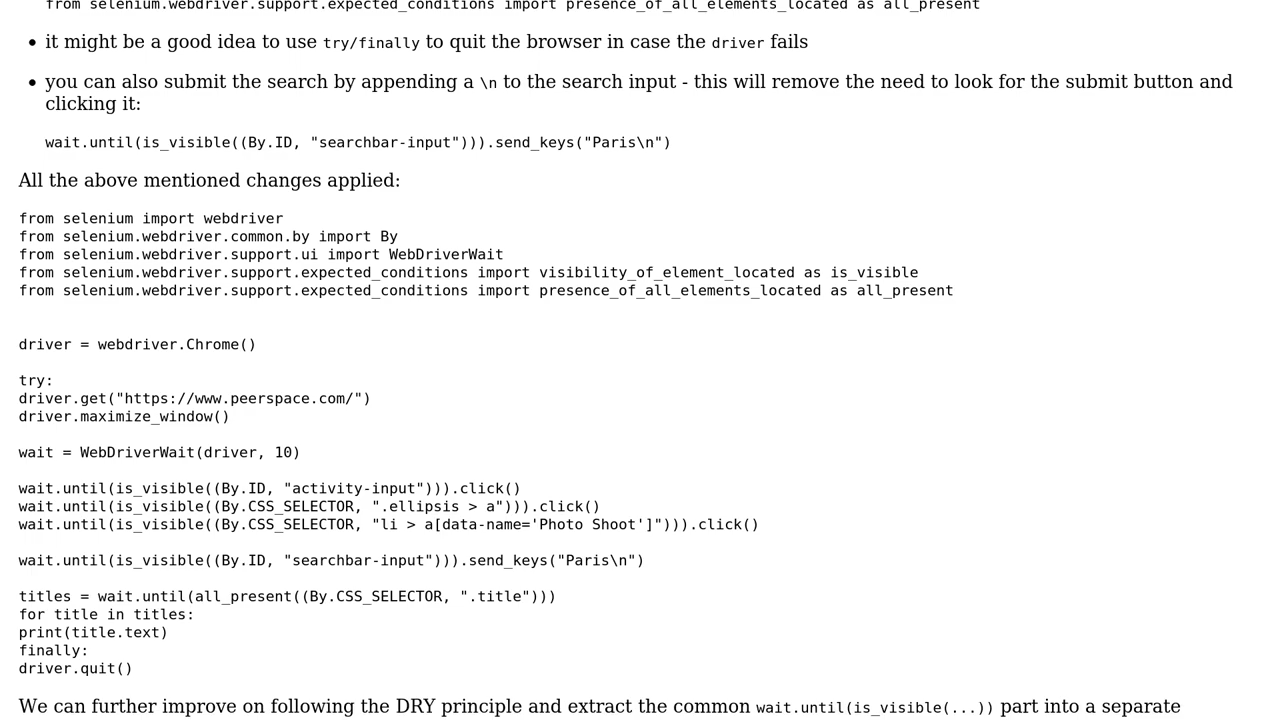 from selenium.webdriver.support.expected_conditions import presence_of_all_elements_located as all_present
it might be a good idea to use try/finally to quit the browser in case the driver fails
you can also submit the search by appending a \n to the search input - this will remove the need to look for the submit button and
clicking it:
wait.until(is_visible((By.ID, "searchbar-input"))).send_keys("Paris\n")
All the above mentioned changes applied:
from selenium import webdriver
from selenium.webdriver.common.by import By
from selenium.webdriver.support.ui import WebDriverWait
from selenium.webdriver.support.expected_conditions import visibility_of_element_located as is_visible
from selenium.webdriver.support.expected_conditions import presence_of_all_elements_located as all_present
driver = webdriver.Chrome()
try:
driver.get("https://www.peerspace.com/")
driver.maximize_window()
wait = WebDriverWait(driver, 10)
wait.until(is_visible((By.ID, "activity-input"))).click()
wait.until(is_visible((By.CSS_SELECTOR, ".ellipsis > a"))).click()
wait.until(is_visible((By.CSS_SELECTOR, "li > a[data-name='Photo Shoot']"))).click()
wait.until(is_visible((By.ID, "searchbar-input"))).send_keys("Paris\n")
titles = wait.until(all_present((By.CSS_SELECTOR, ".title")))
for title in titles:
print(title.text)
finally:
driver.quit()
We can further improve on following the DRY principle and extract the common wait.until(is_visible(...)) part into a separate